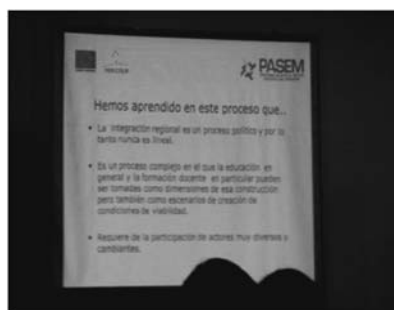 PASEM
Hemos aprendido en este proceso que...
• La integración regional es un proceso político y por lo
tanto nunca es lineal.
• Es un proceso complejo en el que la educación en
general y la formación docente en particular pueden
ser tomadas como dimensiones de esa construcción
pero también como escenarios de creación de
condiciones de viabilidad.
• Requiere de la participación de actores muy diversos y
cambiantes.